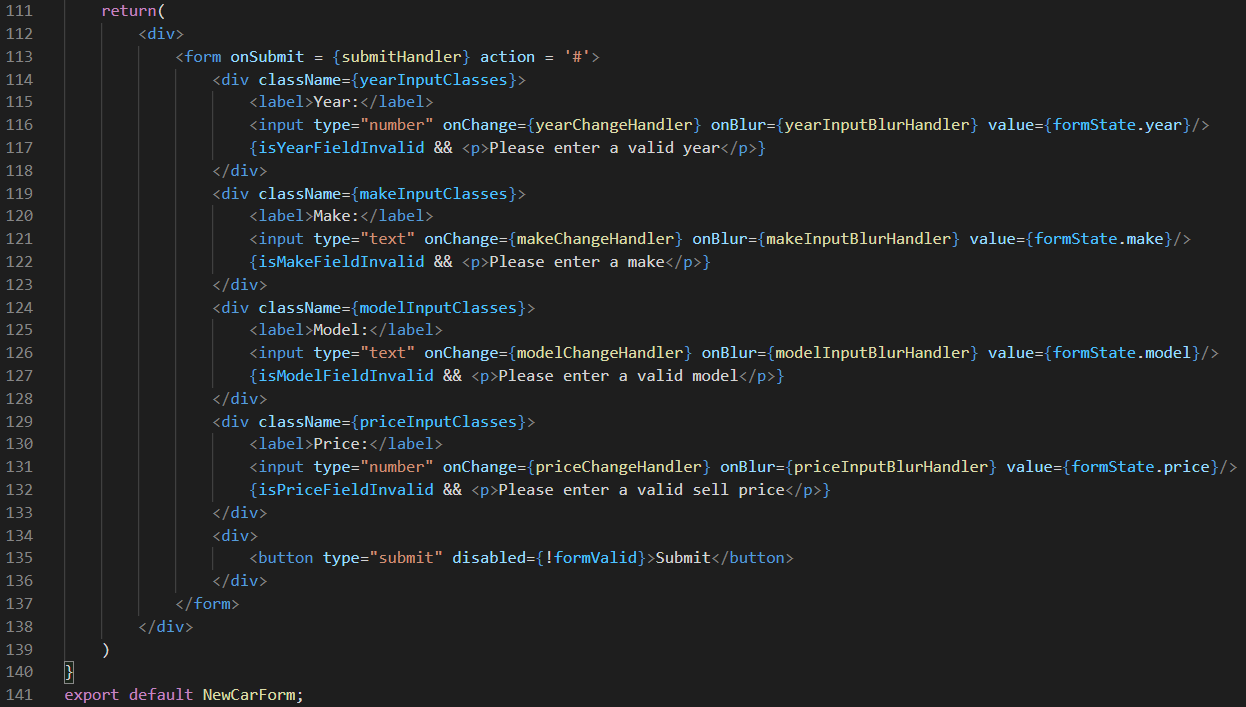 111 return(
112 <div>
113 <form onSubmit = {submitHandler} action = '#'>
114 <div className={yearInputClasses}>
115 <label>Year:</label>
116 <input type="number" onChange={yearChangeHandler} onBlur={yearInputBlurHandler} value={formState.year}/>
117 {isYearFieldInvalid && <p>Please enter a valid year</p>}
118 </div>
119 <div className={makeInputClasses}>
120 <label>Make:</label>
121 <input type="text" onChange={makeChangeHandler} onBlur={makeInputBlurHandler} value={formState.make}/>
122 {isMakeFieldInvalid && <p>Please enter a make</p>}
123 </div>
124 <div className={modelInputClasses}>
125 <label>Model:</label>
126 <input type="text" onChange={modelChangeHandler} onBlur={modelInputBlurHandler} value={formState.model}/>
127 {isModelFieldInvalid && <p>Please enter a valid model</p>}
128 </div>
129 <div className={priceInputClasses}>
130 <label>Price:</label>
131 <input type="number" onChange={priceChangeHandler} onBlur={priceInputBlurHandler} value={formState.price}/>
132 {isPriceFieldInvalid && <p>Please enter a valid sell price</p>}
133 </div>
134 <div>
135 <button type="submit" disabled={!formValid}>Submit</button>
136 </div>
137 </form>
138 </div>
139 )
140 }
141 export default NewCarForm;